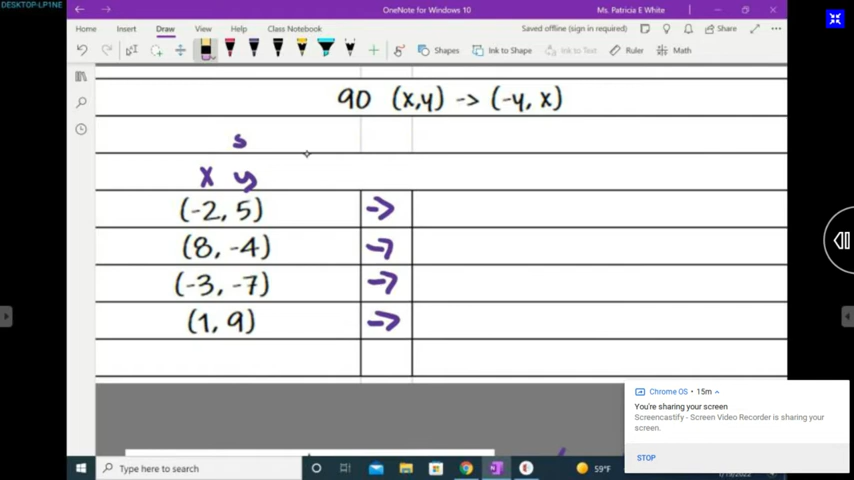 DESKTOP-LP1NE
OneNote for Windows 10
Ms. Patricia E White
Home Insert Draw View Help Class Notebook
Saved offline (sign in required)
Share
Shapes
Ink to Shape
Ink to Text
Ruler
Math
90 (x,y) -> (-y, x)
s
x y
(-2, 5) ->
(8, -4) ->
(-3, -7) ->
(1, 9) ->
Chrome OS • 15m
You're sharing your screen
Screencastify - Screen Video Recorder is sharing your
screen.
STOP
Type here to search
59°F